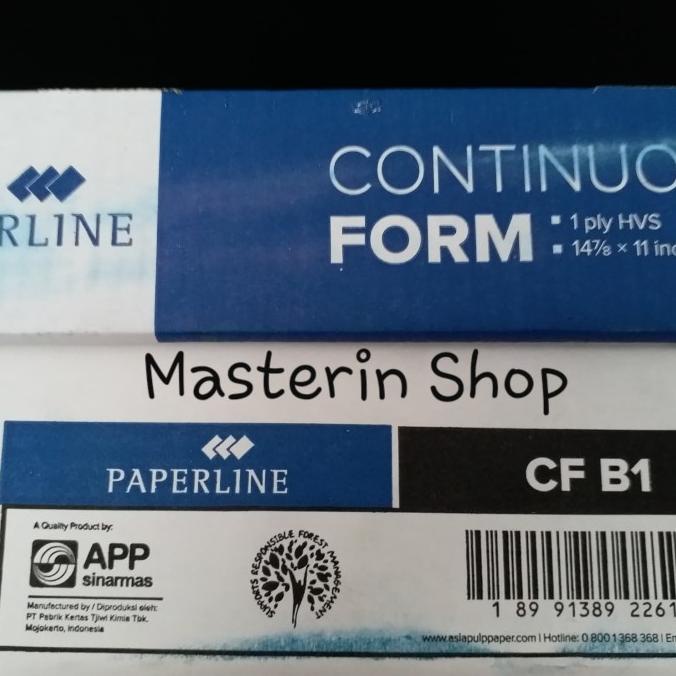 RLINE
CONTINUO
FORM
1 ply HVS
14⅞ × 11 inc
Masterin Shop
PAPERLINE
CF B1
A Quality Product by:
APP
sinarmas
Manufactured by / Diproduksi oleh:
PT Pabrik Kertas Tjiwi Kimia Tbk.
Mojokerto, Indonesia
SUPPORTS RESPONSIBLE FOREST MANAGEMENT
1 89 91389 2261
www.asiapulppaper.com | Hotline: 0 800 1 368 368 | Em